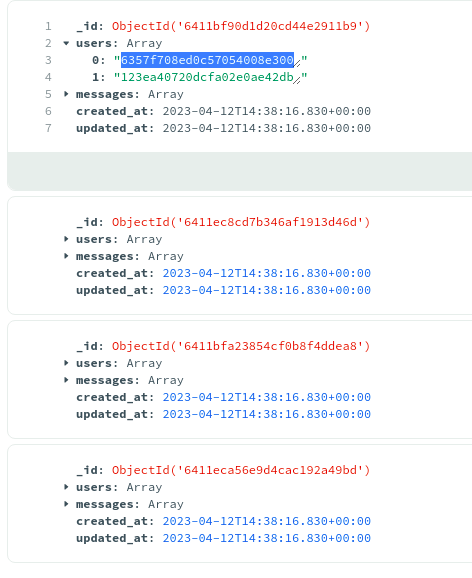 1 _id: ObjectId('6411bf90d1d20cd44e2911b9')
2 users: Array
3 0: "6357f708ed0c57054008e300"
4 1: "123ea40720dcfa02e0ae42db"
5 messages: Array
6 created_at: 2023-04-12T14:38:16.830+00:00
7 updated_at: 2023-04-12T14:38:16.830+00:00
_id: ObjectId('6411ec8cd7b346af1913d46d')
users: Array
messages: Array
created_at: 2023-04-12T14:38:16.830+00:00
updated_at: 2023-04-12T14:38:16.830+00:00
_id: ObjectId('6411bfa23854cf0b8f4ddea8')
users: Array
messages: Array
created_at: 2023-04-12T14:38:16.830+00:00
updated_at: 2023-04-12T14:38:16.830+00:00
_id: ObjectId('6411eca56e9d4cac192a49bd')
users: Array
messages: Array
created_at: 2023-04-12T14:38:16.830+00:00
updated_at: 2023-04-12T14:38:16.830+00:00